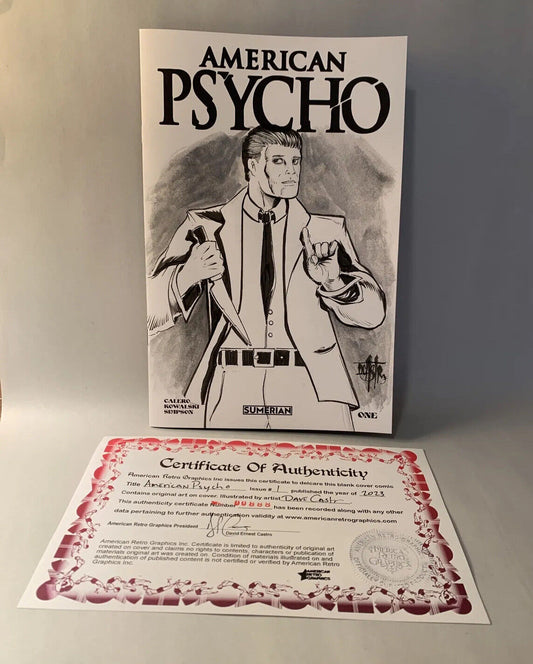 AMERICAN
PSYCHO
CALERO
KOWALSKI
SIMPSON
SUMERIAN
ONE
Certificate Of Authenticity
American Retro Graphics Inc issues this certificate to delcare this blank cover comic
Title American Psycho Issue # 1 published the year of 2023
Contains original art on cover. Illustrated by artist Dave Castr
This authenticity certificate Number 00888 has been recorded along with any other
data pertaining to further authentication validity at www.americanretrographics.com
American Retro Graphics President
David Ernest Castro
American Retro Graphics Inc. Certificate is limited to authenticity of original art
created on cover and claims no rights to contents, characters or publication of
materials original art was created on. Condition of materials illustrated on and
authentication of published content is not certified or verified by American Retro
Graphics Inc.
AMERICAN
RETRO
GRAPHICS